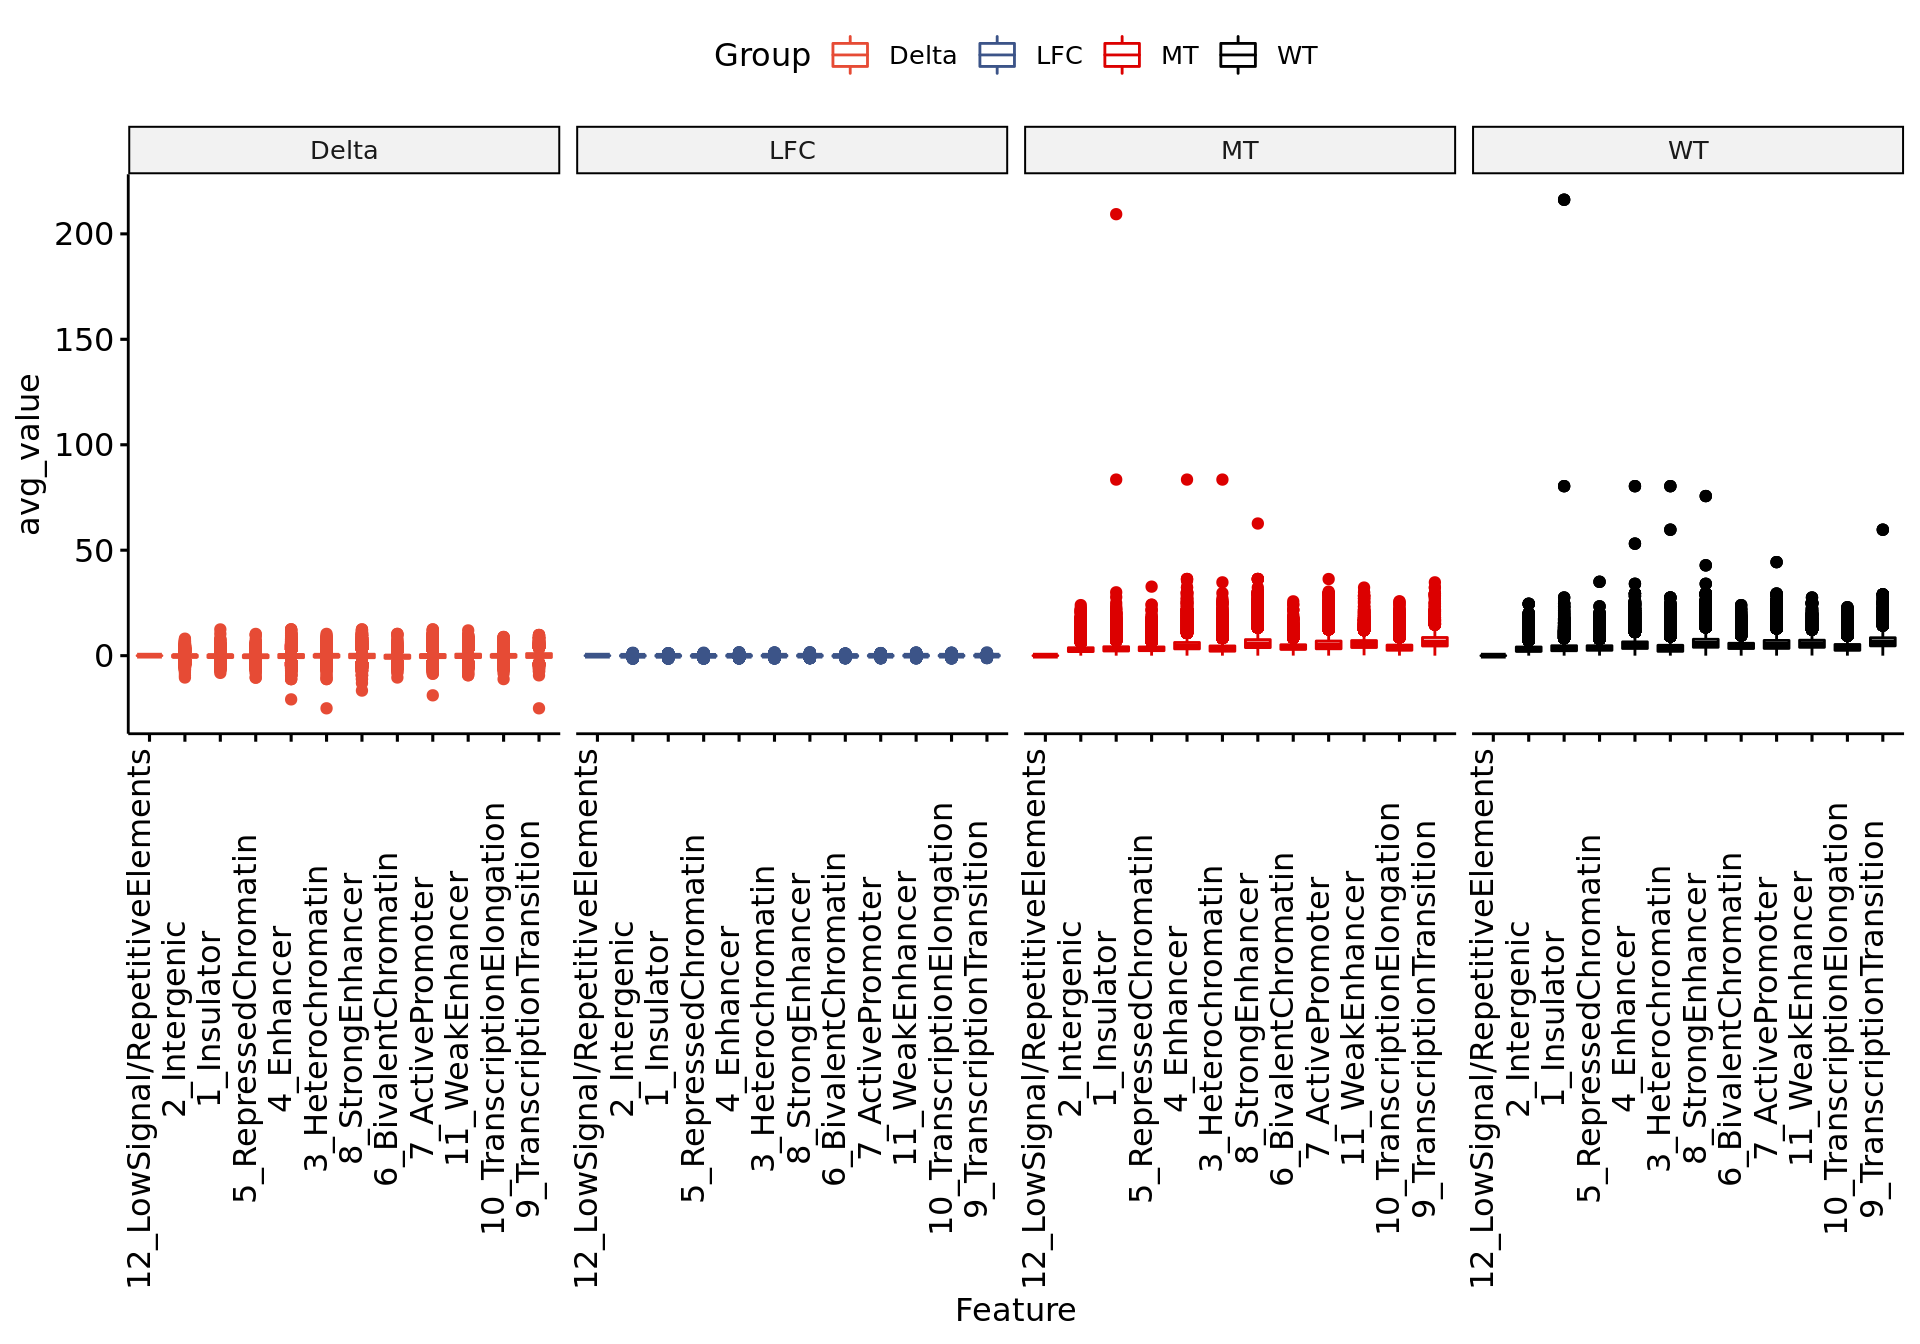 Group Delta LFC MT WT
Delta LFC MT WT
avg_value
200
150
100
50
0
12_LowSignal/RepetitiveElements
2_Intergenic
1_Insulator
5_RepressedChromatin
4_Enhancer
3_Heterochromatin
8_StrongEnhancer
6_BivalentChromatin
7_ActivePromoter
11_WeakEnhancer
10_TranscriptionElongation
9_TranscriptionTransition
12_LowSignal/RepetitiveElements
2_Intergenic
1_Insulator
5_RepressedChromatin
4_Enhancer
3_Heterochromatin
8_StrongEnhancer
6_BivalentChromatin
7_ActivePromoter
11_WeakEnhancer
10_TranscriptionElongation
9_TranscriptionTransition
12_LowSignal/RepetitiveElements
2_Intergenic
1_Insulator
5_RepressedChromatin
4_Enhancer
3_Heterochromatin
8_StrongEnhancer
6_BivalentChromatin
7_ActivePromoter
11_WeakEnhancer
10_TranscriptionElongation
9_TranscriptionTransition
12_LowSignal/RepetitiveElements
2_Intergenic
1_Insulator
5_RepressedChromatin
4_Enhancer
3_Heterochromatin
8_StrongEnhancer
6_BivalentChromatin
7_ActivePromoter
11_WeakEnhancer
10_TranscriptionElongation
9_TranscriptionTransition
Feature